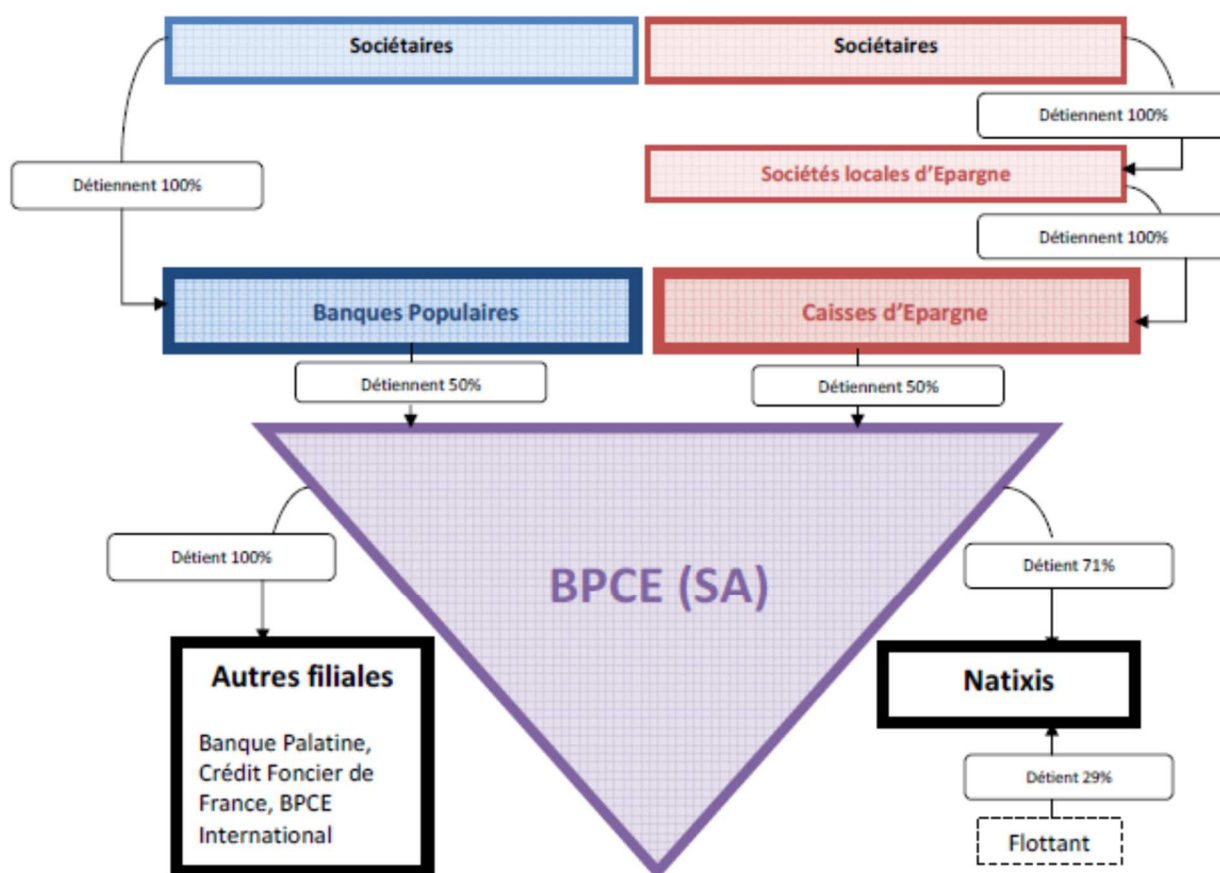 Sociétaires
Sociétaires
Détiennent 100%
Détiennent 100%
Sociétés locales d'Epargne
Détiennent 100%
Banques Populaires
Caisses d'Epargne
Détiennent 50%
Détiennent 50%
Détient 100%
BPCE (SA)
Détient 71%
Autres filiales
Banque Palatine,
Crédit Foncier de
France, BPCE
International
Natixis
Détient 29%
Flottant